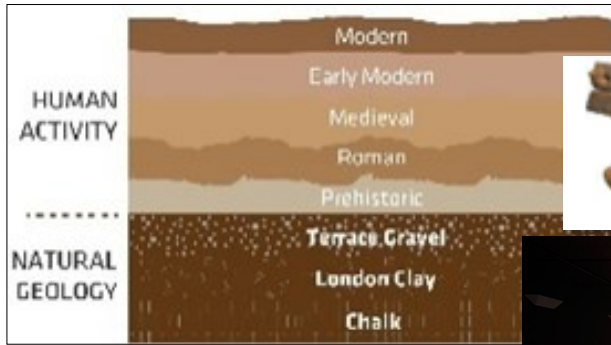 Modern
Early Modern
HUMAN
ACTIVITY
Medieval
Roman
Prehistoric
Terrace Gravel
NATURAL
GEOLOGY
London Clay
Chalk